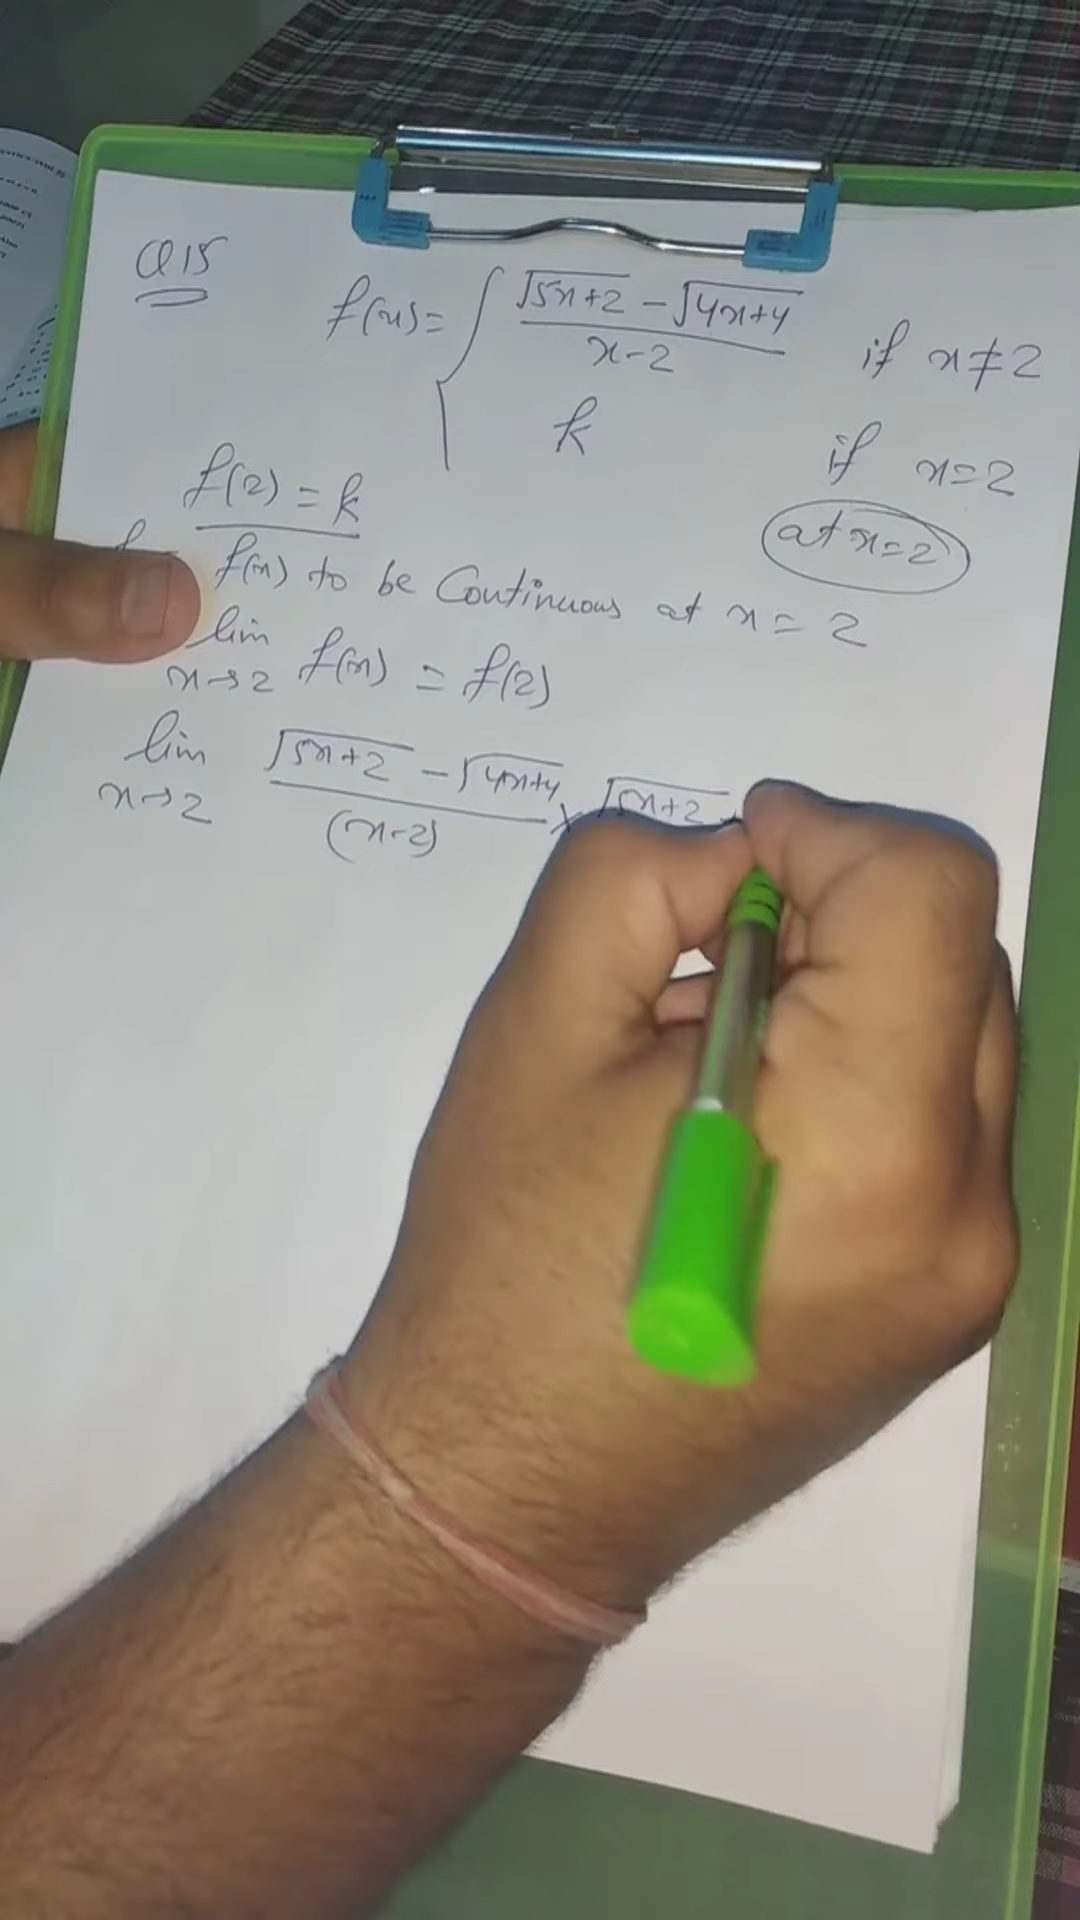 Q15
f(x) = { √5x+2 - √4x+4 / x-2 if x≠2
k if x=2
f(2) = k
at x=2
f(x) to be Continuous at x = 2
lim x→2 f(x) = f(2)
lim x→2 √5x+2 - √4x+4 / (x-2) × √5x+2